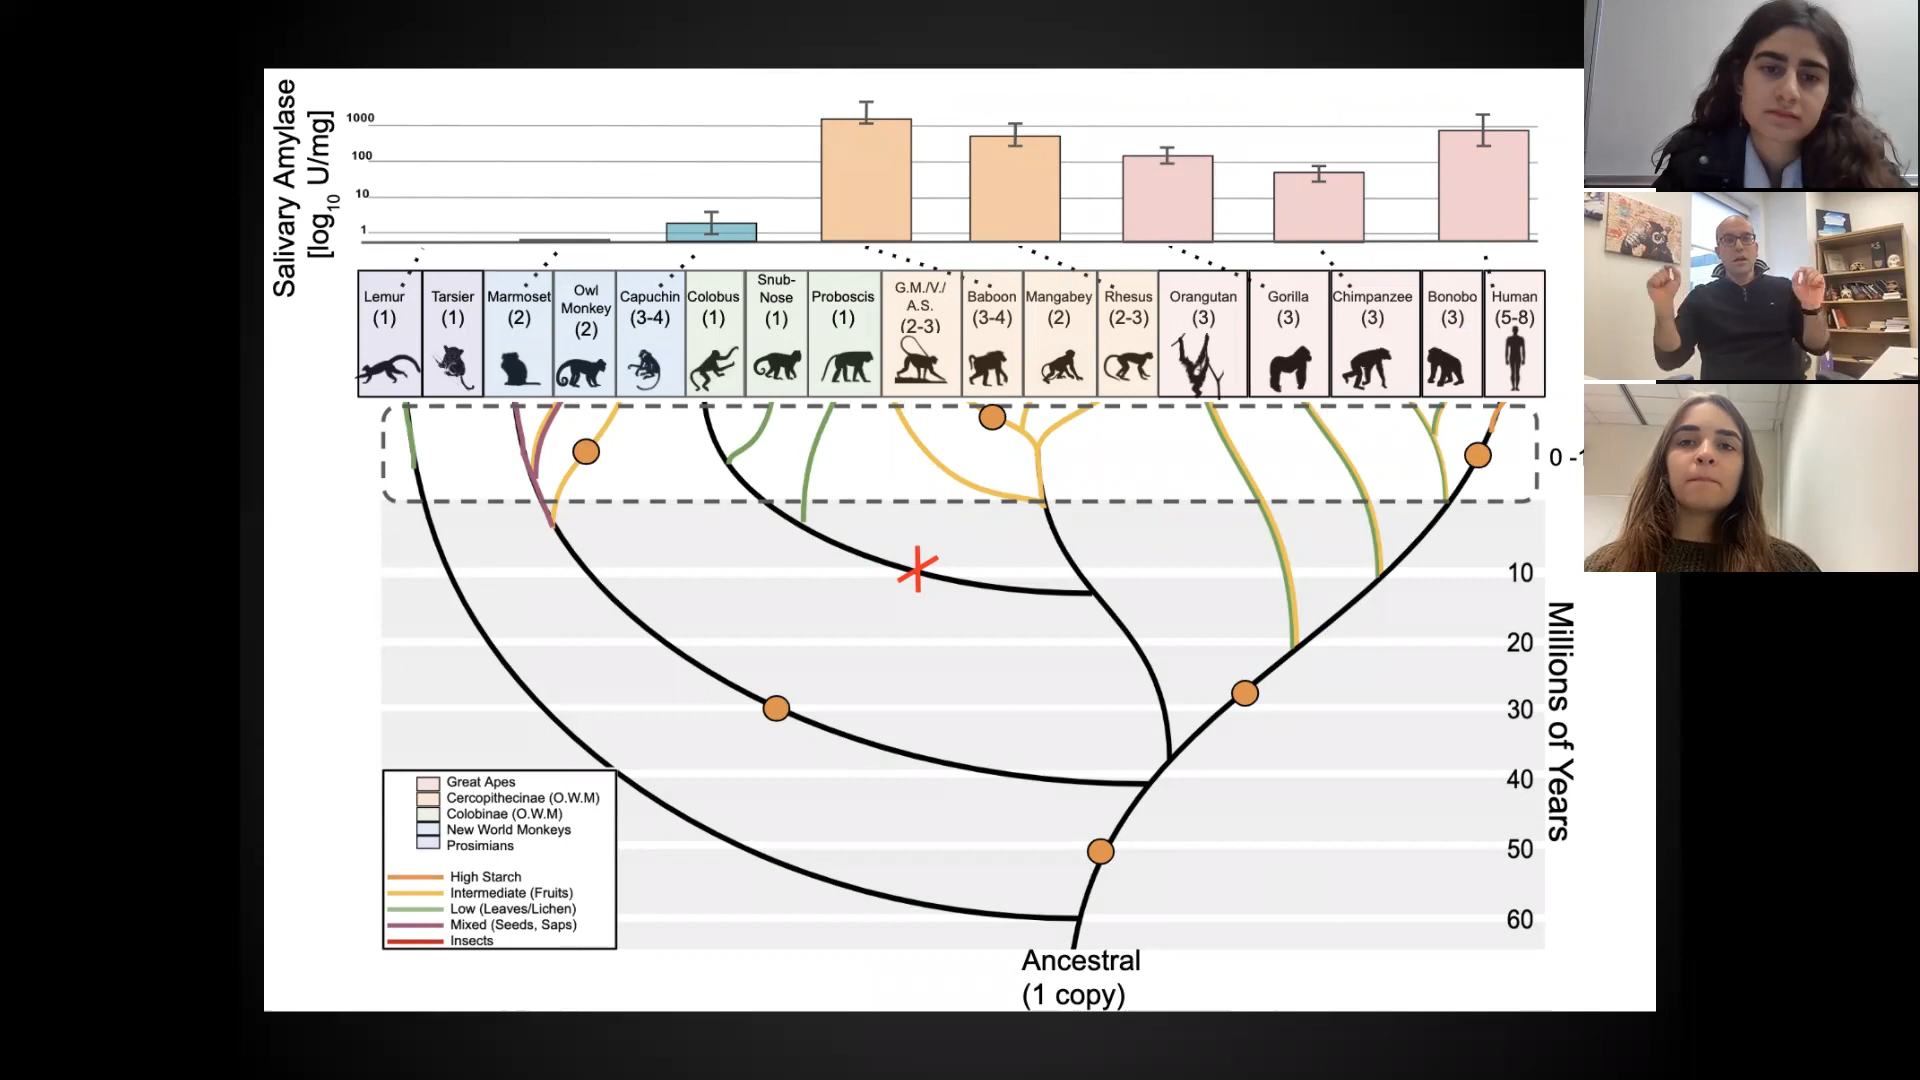 Salivary Amylase
[log10 U/mg]
1000
100
10
1
Lemur
(1)
Tarsier
(1)
Marmoset
(2)
Owl
Monkey
(2)
Capuchin
(3-4)
Colobus
(1)
Snub-
Nose
(1)
Proboscis
(1)
G.M./V./
A.S.
(2-3)
Baboon
(3-4)
Mangabey
(2)
Rhesus
(2-3)
Orangutan
(3)
Gorilla
(3)
Chimpanzee
(3)
Bonobo
(3)
Human
(5-8)
0 -
10
20
30
40
50
60
Millions of Years
Great Apes
Cercopithecinae (O.W.M)
Colobinae (O.W.M)
New World Monkeys
Prosimians
High Starch
Intermediate (Fruits)
Low (Leaves/Lichen)
Mixed (Seeds, Saps)
Insects
Ancestral
(1 copy)